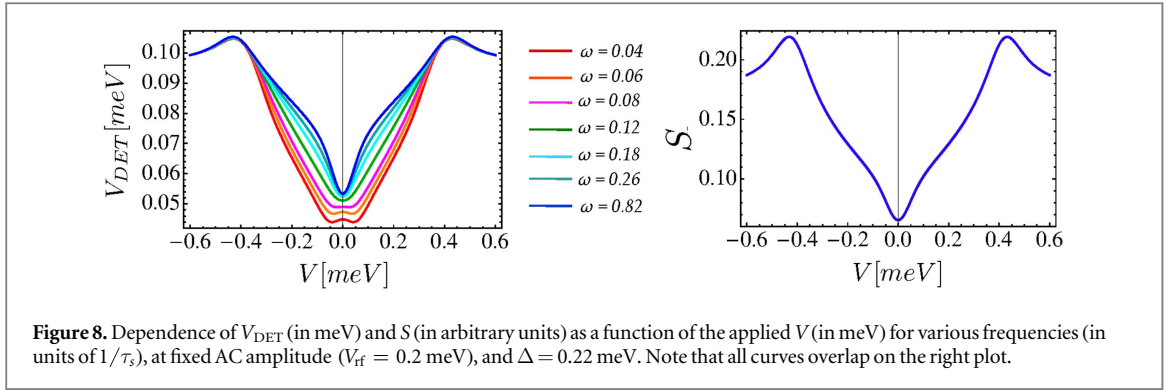 V_DET [meV]
0.10
0.09
0.08
0.07
0.06
0.05
−0.6 −0.4 −0.2 0.0 0.2 0.4 0.6
V [meV]
ω = 0.04
ω = 0.06
ω = 0.08
ω = 0.12
ω = 0.18
ω = 0.26
ω = 0.82
S
0.20
0.15
0.10
−0.6 −0.4 −0.2 0.0 0.2 0.4 0.6
V [meV]
Figure 8. Dependence of V_DET (in meV) and S (in arbitrary units) as a function of the applied V (in meV) for various frequencies (in
units of 1/τ_s), at fixed AC amplitude (V_rf = 0.2 meV), and Δ = 0.22 meV. Note that all curves overlap on the right plot.